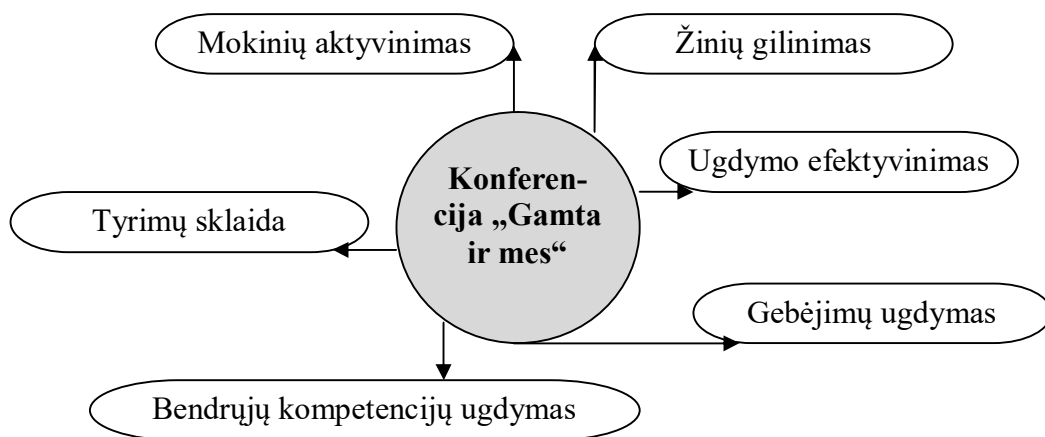 Mokinių aktyvinimas
Žinių gilinimas
Ugdymo efektyvinimas
Konferen-
cija „Gamta
ir mes“
Tyrimų sklaida
Gebėjimų ugdymas
Bendrųjų kompetencijų ugdymas